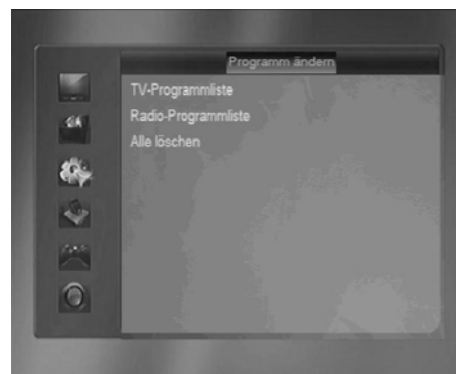 Programm ändern
TV-Programmliste
Radio-Programmliste
Alle löschen